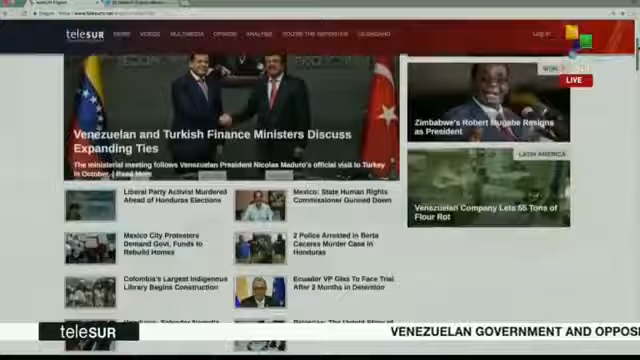 teleSUR
HOME VIDEOS MULTIMEDIA OPINION ANALYSIS
Log in
LIVE
Venezuelan and Turkish Finance Ministers Discuss
Expanding Ties
The ministerial meeting follows Venezuelan President Nicolas Maduro's official visit to Turkey
in October. | Read More
Zimbabwe's Robert Mugabe Resigns
as President
LATIN AMERICA
Venezuelan Company Lets 55 Tons of
Flour Rot
Liberal Party Activist Murdered
Ahead of Honduras Elections
Mexico: State Human Rights
Commissioner Gunned Down
Mexico City Protesters
Demand Govt. Funds to
Rebuild Homes
2 Police Arrested in Berta
Caceres Murder Case in
Honduras
Colombia's Largest Indigenous
Library Begins Construction
Ecuador VP Glas To Face Trial
After 2 Months in Detention
teleSUR
VENEZUELAN GOVERNMENT AND OPPOS